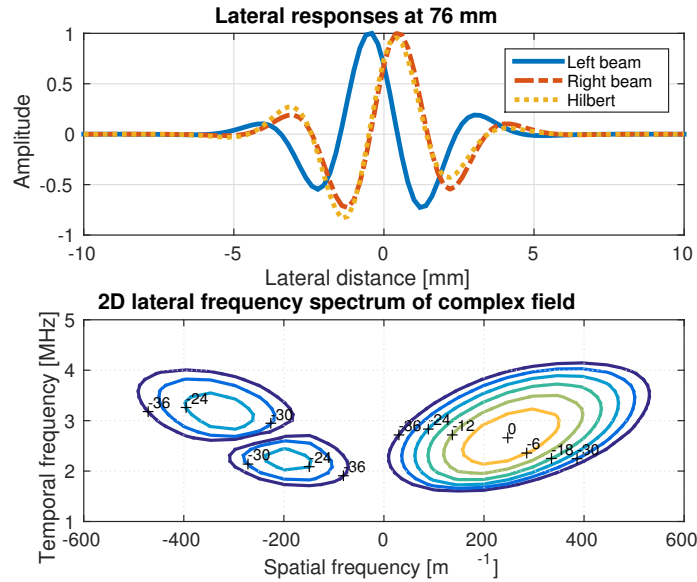 Lateral responses at 76 mm
1
0.5
0
-0.5
-1
Amplitude
Left beam
Right beam
Hilbert
-10 -5 0 5 10
Lateral distance [mm]
2D lateral frequency spectrum of complex field
5
4
3
2
1
Temporal frequency [MHz]
-36 -24 -30
-30 -24 -36
-36 -24 -12 0 -6 -18 -30
-600 -400 -200 0 200 400 600
Spatial frequency [m -1]